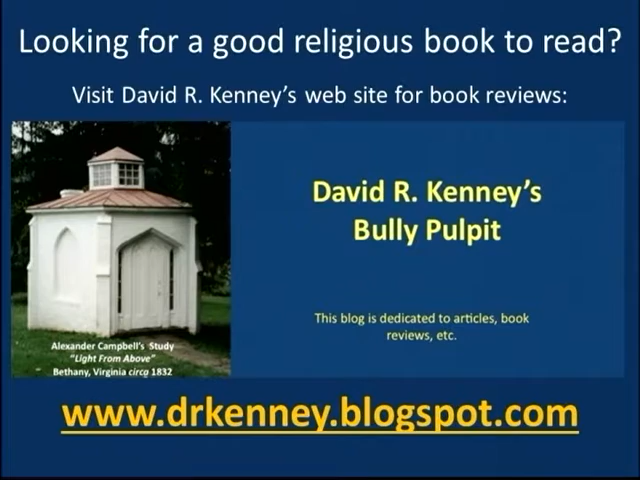 Looking for a good religious book to read?
Visit David R. Kenney's web site for book reviews:
David R. Kenney's
Bully Pulpit
This blog is dedicated to articles, book
reviews, etc.
Alexander Campbell's Study
"Light From Above"
Bethany, Virginia circa 1832
www.drkenney.blogspot.com